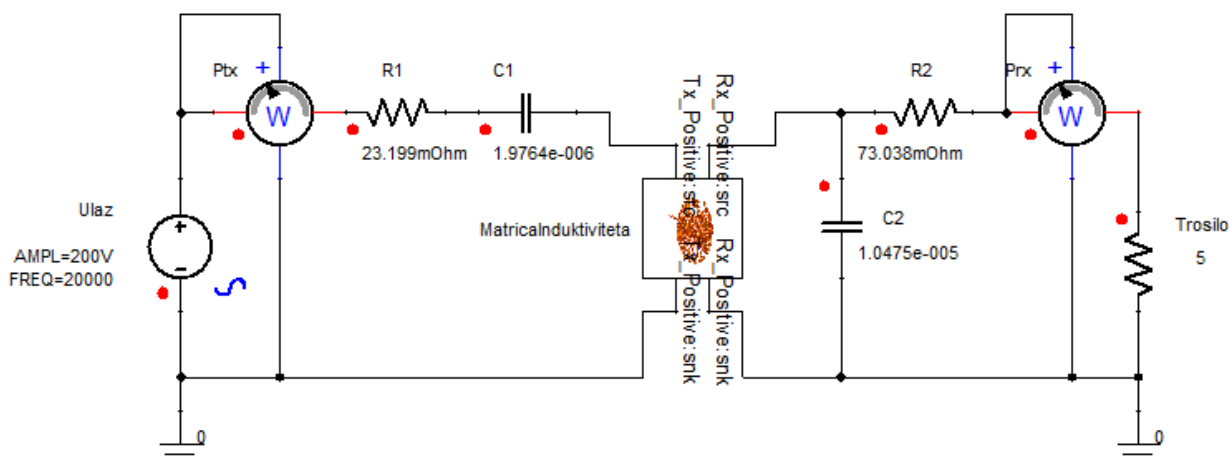 Ptx
+
W
R1
23.199mOhm
C1
1.9764e-006
Ulaz
AMPL=200V
FREQ=20000
+
0
MatricaInduktiviteta
Tx_Positive:src
Rx_Positive:src
Tx_Positive:snk
Rx_Positive:snk
R2
73.038mOhm
C2
1.0475e-005
Prx
+
W
Trosilo
5
0